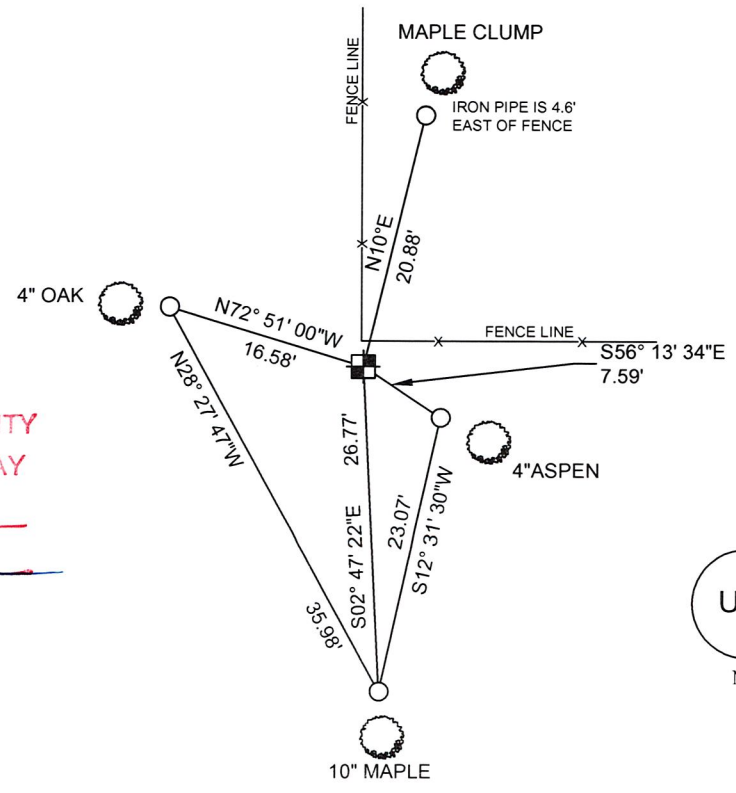 MAPLE CLUMP
FENCE LINE
IRON PIPE IS 4.6'
EAST OF FENCE
N10°E
20.88'
4" OAK
N72° 51' 00"W
16.58'
FENCE LINE
S56° 13' 34"E
7.59'
N28° 27' 47"W
35.98'
26.77'
S02° 47' 22"E
23.07'
S12° 31' 30"W
4"ASPEN
10" MAPLE
TY
AY
U